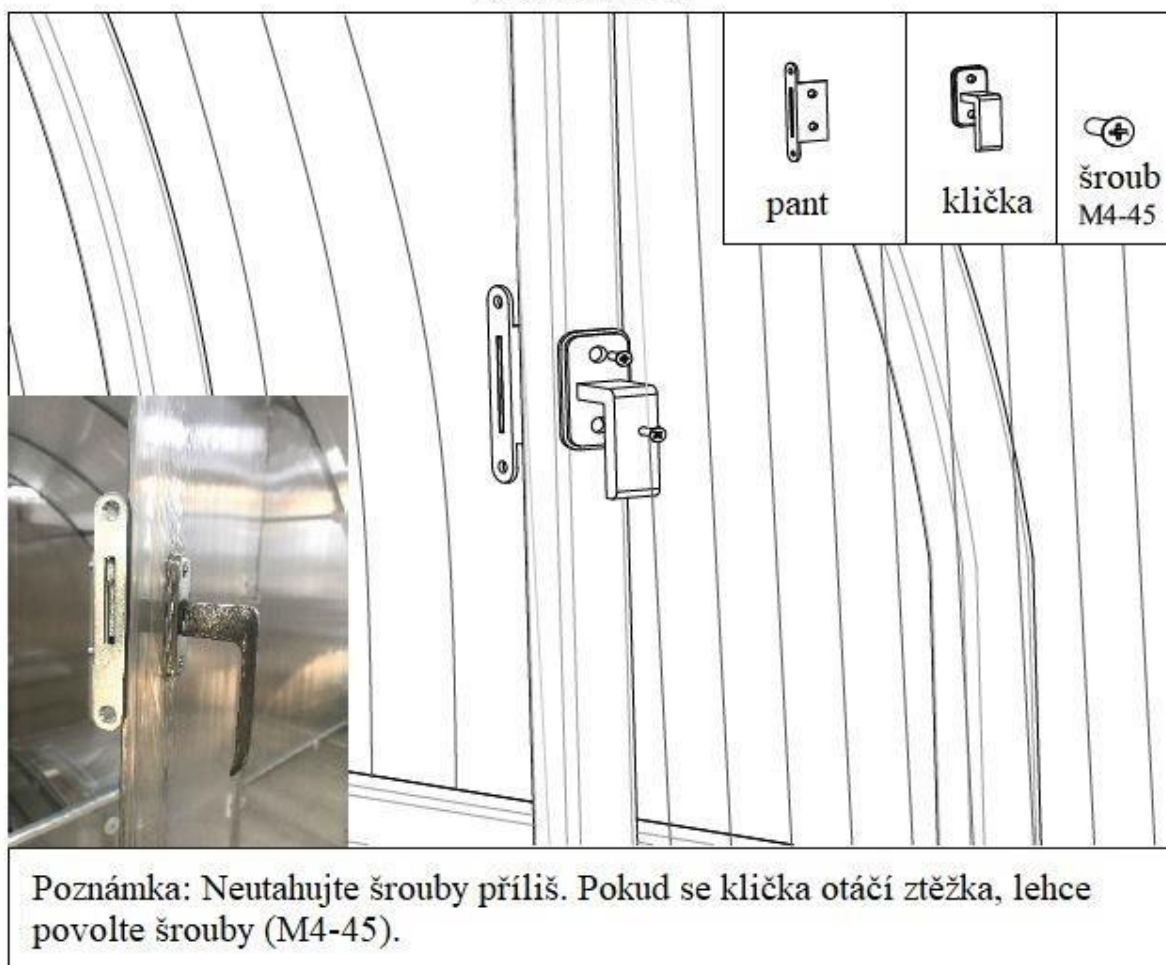 pant
klička
šroub
M4-45
Poznámka: Neutahujte šrouby příliš. Pokud se klička otáčí ztěžka, lehce
povolte šrouby (M4-45).